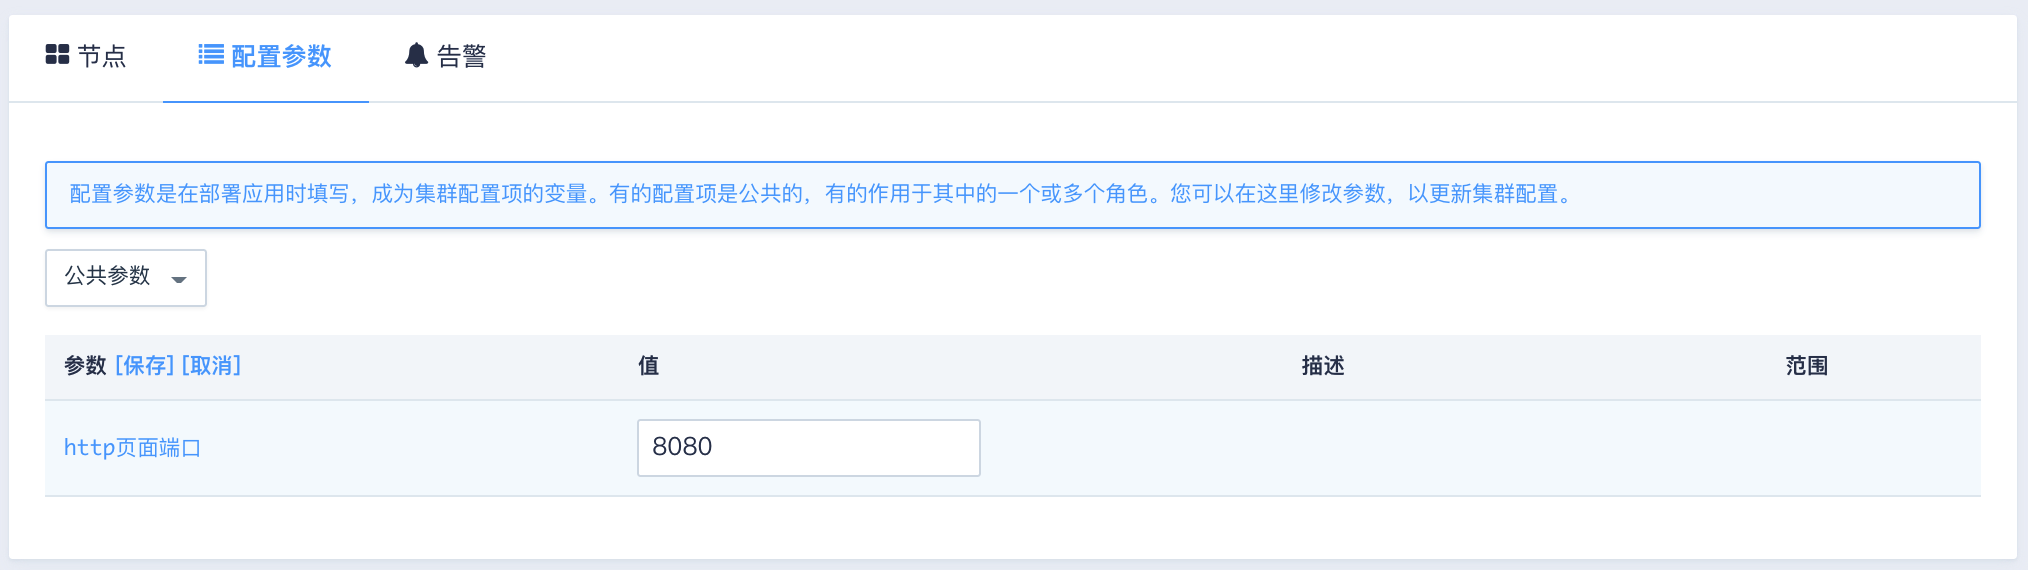 节点 配置参数 告警
配置参数是在部署应用时填写，成为集群配置项的变量。有的配置项是公共的，有的作用于其中的一个或多个角色。您可以在这里修改参数，以更新集群配置。
公共参数
参数 [保存] [取消] 值 描述 范围
http页面端口 8080